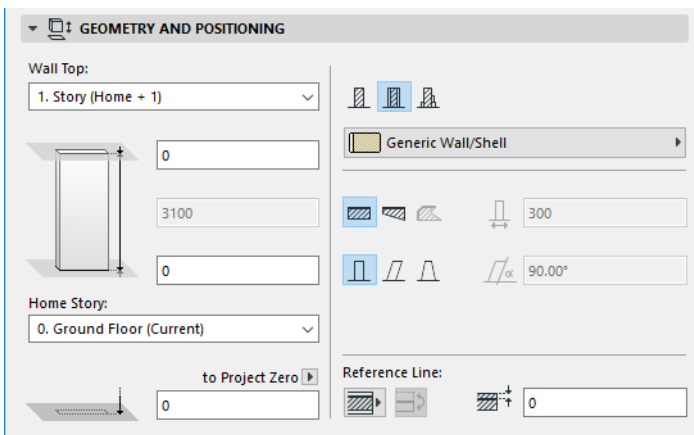 GEOMETRY AND POSITIONING
Wall Top:
1. Story (Home + 1)
0
3100
0
Home Story:
0. Ground Floor (Current)
to Project Zero
0
Generic Wall/Shell
300
α
90.00°
Reference Line:
0